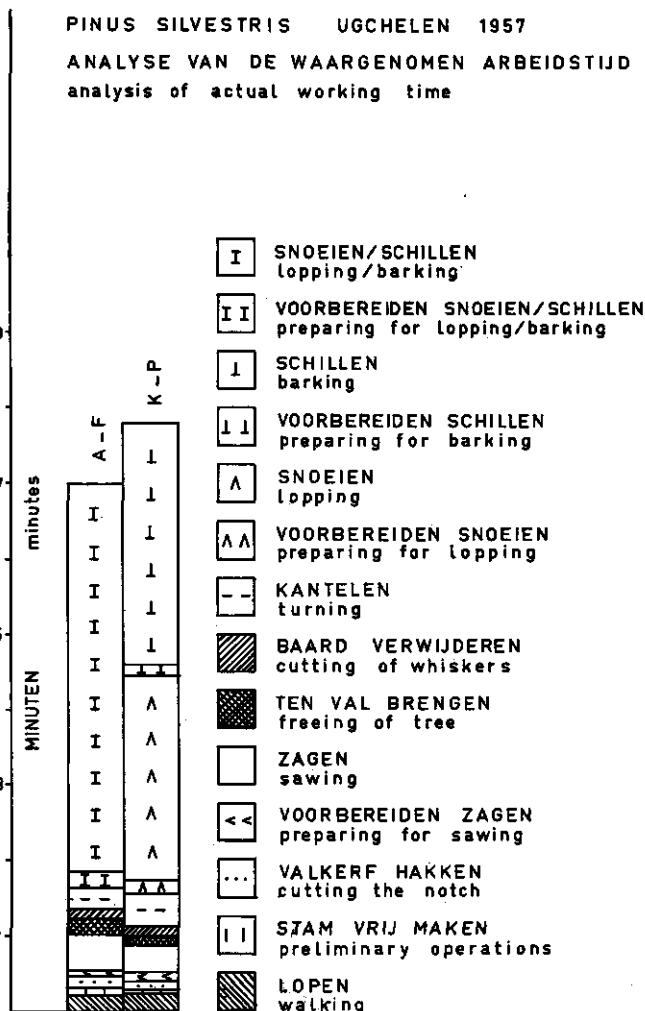 PINUS SILVESTRIS UGCHELEN 1957
ANALYSE VAN DE WAARGENOMEN ARBEIDSTIJD
analysis of actual working time
SNOEIEN/SCHILLEN
lopping/barking
VOORBEREIDEN SNOEIEN/SCHILLEN
preparing for lopping/barking
SCHILLEN
barking
VOORBEREIDEN SCHILLEN
preparing for barking
SNOEIEN
lopping
VOORBEREIDEN SNOEIEN
preparing for lopping
KANTELEN
turning
BAARD VERWIJDEREN
cutting of whiskers
TEN VAL BRENGEN
freeing of tree
ZAGEN
sawing
VOORBEREIDEN ZAGEN
preparing for sawing
VALKERF HAKKEN
cutting the notch
STAM VRIJ MAKEN
preliminary operations
LOPEN
walking
A-F
K-P
MINUTEN
minutes